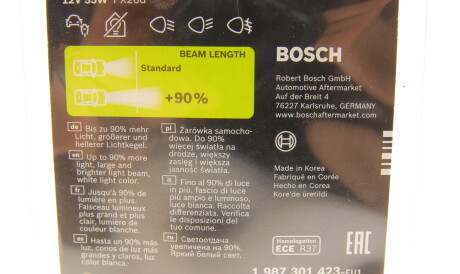 12V 55W PX26d
BEAM LENGTH
Standard
+90%
BOSCH
Robert Bosch GmbH
Automotive Aftermarket
Auf der Breit 4
76227 Karlsruhe, GERMANY
www.boschaftermarket.com
BOSCH
Made in Korea
Fabriqué en Corée
Hecho en Corea
Kore'de üretildi
de
Bis zu 90% mehr
Licht, größerer und
hellerer Lichtkegel.
en
Up to 90% more
light, large and
brighter light beam,
white light color.
fr
Jusqu'à 90% de
lumière en plus.
Faisceau lumineux
plus grand et plus
clair, lumière de
couleur blanche.
es
Hasta un 90% más
luz, conos de luz más
grandes y claros, luz
color blanca.
pl
Żarówka samocho-
dowa. Do 90%
więcej światła na
drodze, większy
zasięg i większa
jasność światła.
it
Fino al 90% di luce
in più, fascio di luce
più ampio e luminoso,
luce bianca. Raccolta
differenziata. Verifica
le disposizioni del
tuo Comune.
ru
Светоотдача
увеличена на 90%.
Яркий белый свет.
Homologation
ECE R37
EAC
1 987 301 423-EU1